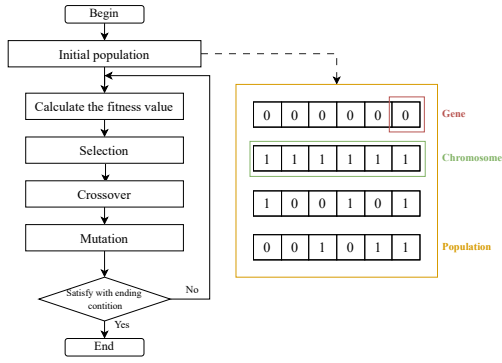 Begin
Initial population
Calculate the fitness value
Selection
Crossover
Mutation
Satisfy with ending
contition
No
Yes
End
0 0 0 0 0 0
Gene
1 1 1 1 1 1
Chromosome
1 0 0 1 0 1
0 0 1 0 1 1
Population